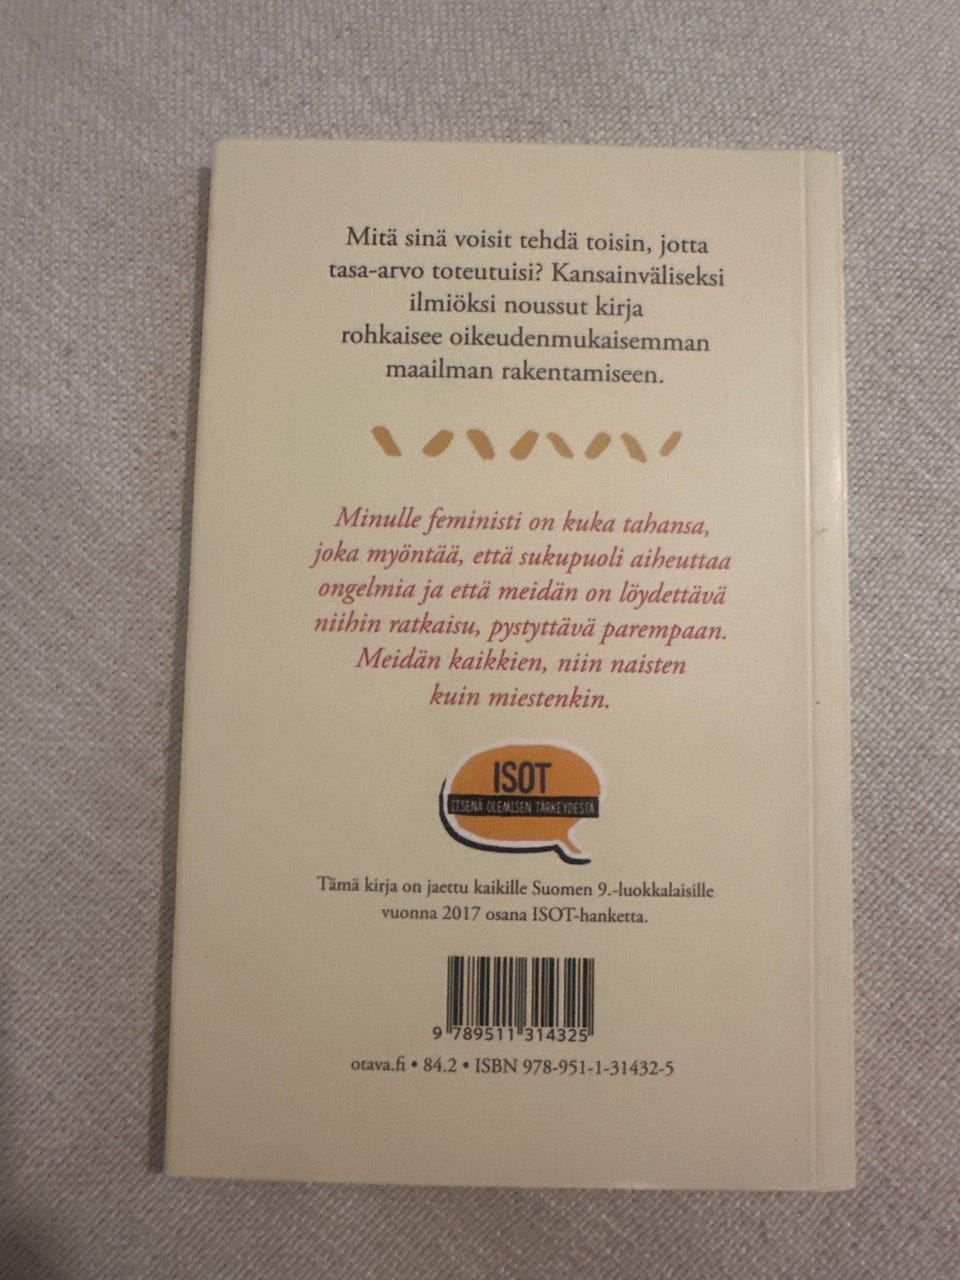 Mitä sinä voisit tehdä toisin, jotta
tasa-arvo toteutuisi? Kansainväliseksi
ilmiöksi noussut kirja
rohkaisee oikeudenmukaisemman
maailman rakentamiseen.
Minulle feministi on kuka tahansa,
joka myöntää, että sukupuoli aiheuttaa
ongelmia ja että meidän on löydettävä
niihin ratkaisu, pystyttävä parempaan.
Meidän kaikkien, niin naisten
kuin miestenkin.
ISOT
ITSENÄ OLEMISEN TÄRKEYDESTÄ
Tämä kirja on jaettu kaikille Suomen 9.-luokkalaisille
vuonna 2017 osana ISOT-hanketta.
9 789511 314325
otava.fi • 84.2 • ISBN 978-951-1-31432-5